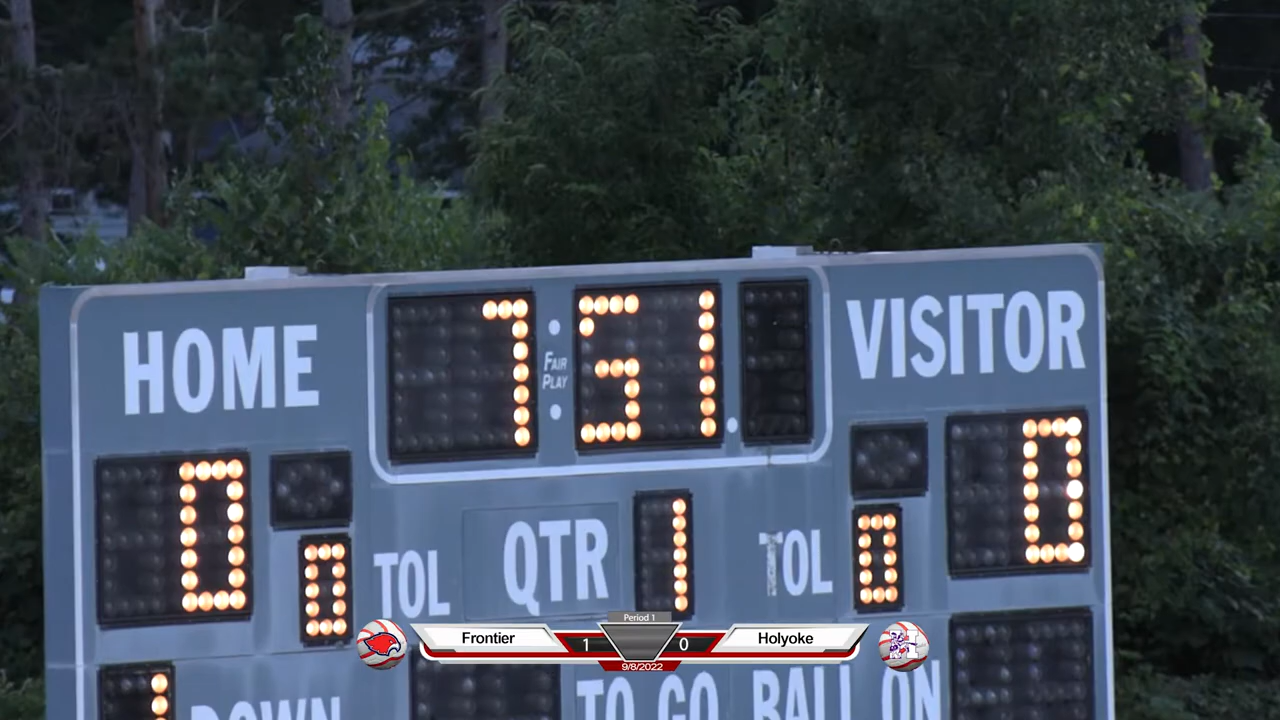 HOME
7:51
FAIR
PLAY
VISITOR
0
0
TOL
QTR
1
TOL
0
0
Period 1
Frontier
1
0
Holyoke
9/8/2022
1
DOWN
TO GO
BALL ON